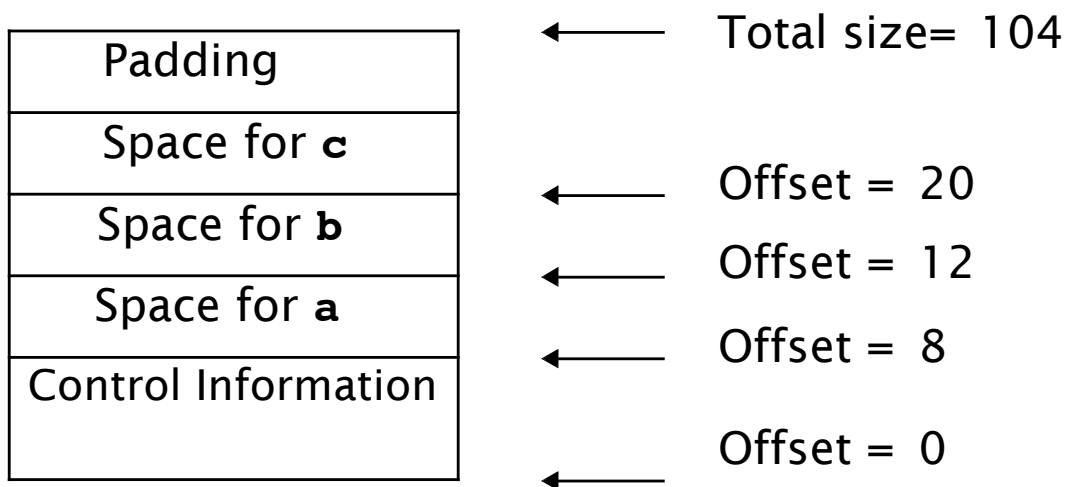 Total size= 104
Padding
Space for c
Offset = 20
Space for b
Offset = 12
Space for a
Offset = 8
Control Information
Offset = 0